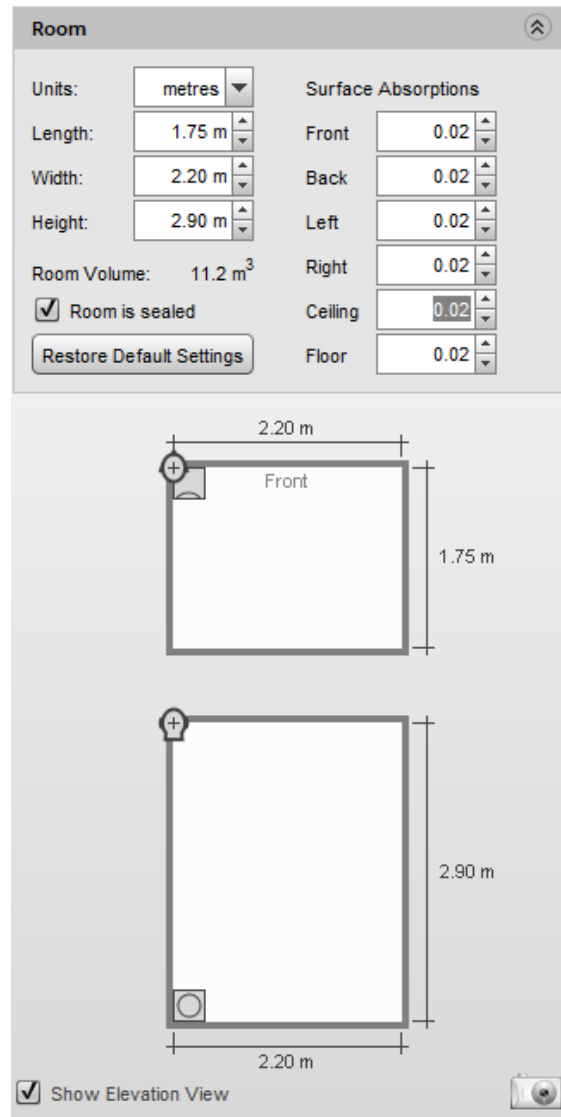 Room
Units: metres Surface Absorptions
Length: 1.75 m Front 0.02
Width: 2.20 m Back 0.02
Height: 2.90 m Left 0.02
Room Volume: 11.2 m³ Right 0.02
Room is sealed Ceiling 0.02
Restore Default Settings Floor 0.02
2.20 m
Front
1.75 m
2.90 m
2.20 m
Show Elevation View